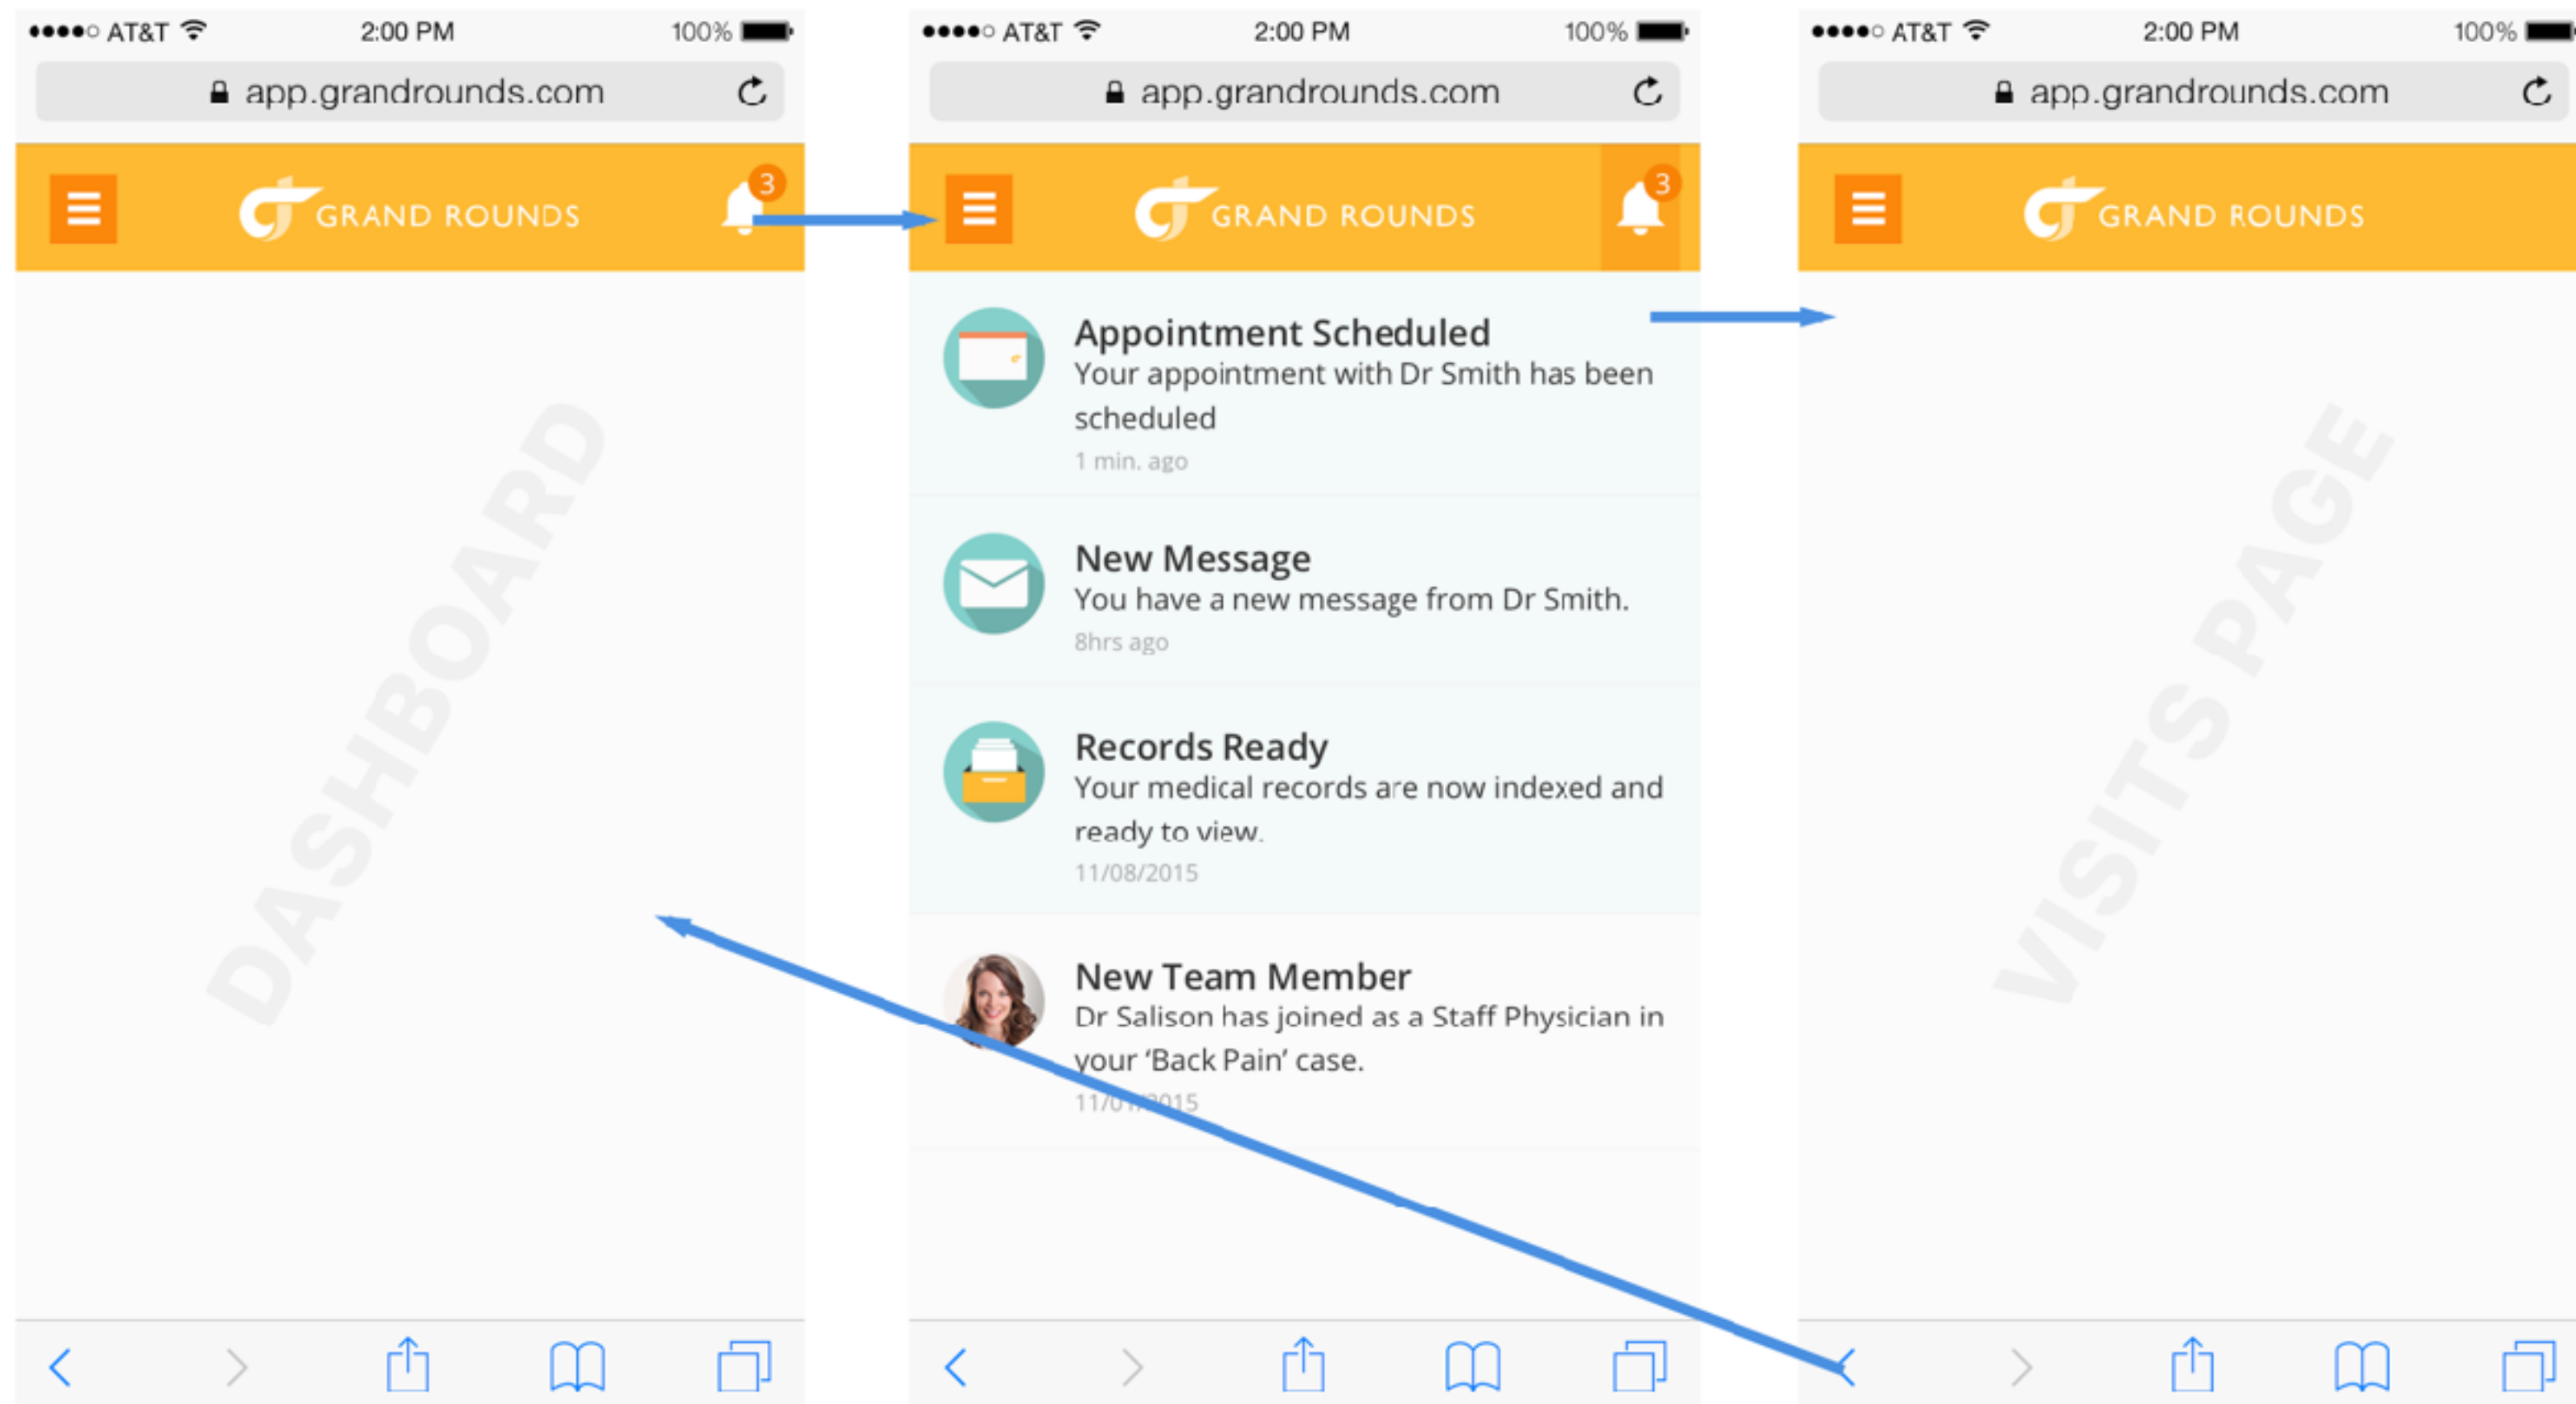 AT&T 2:00 PM 100%
app.grandrounds.com
GRAND ROUNDS 3
DASHBOARD
AT&T 2:00 PM 100%
app.grandrounds.com
GRAND ROUNDS 3
Appointment Scheduled
Your appointment with Dr Smith has been
scheduled
1 min. ago
New Message
You have a new message from Dr Smith.
8hrs ago
Records Ready
Your medical records are now indexed and
ready to view.
11/08/2015
New Team Member
Dr Salison has joined as a Staff Physician in
your ‘Back Pain’ case.
AT&T 2:00 PM 100%
app.grandrounds.com
GRAND ROUNDS
VISITS PAGE